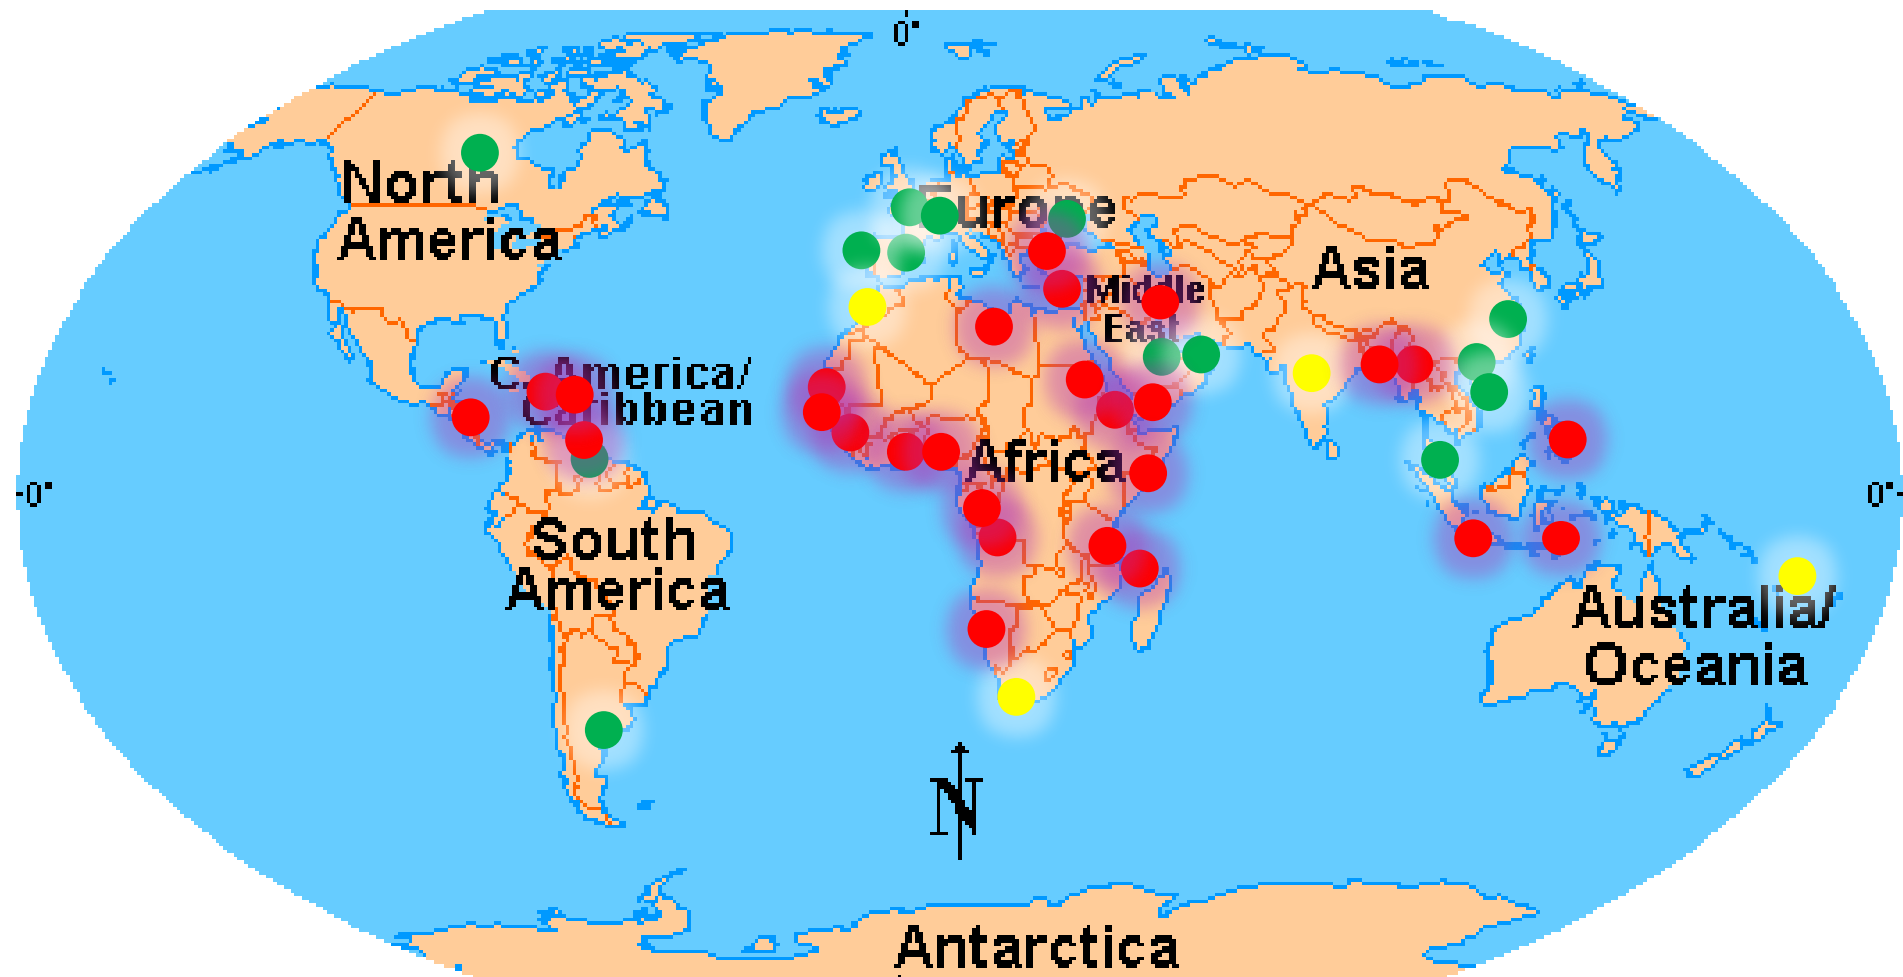 0°
North
America
Europe
Asia
Middle
East
C. America/
Caribbean
Africa
-0°
0°-
South
America
Australia/
Oceania
N
Antarctica